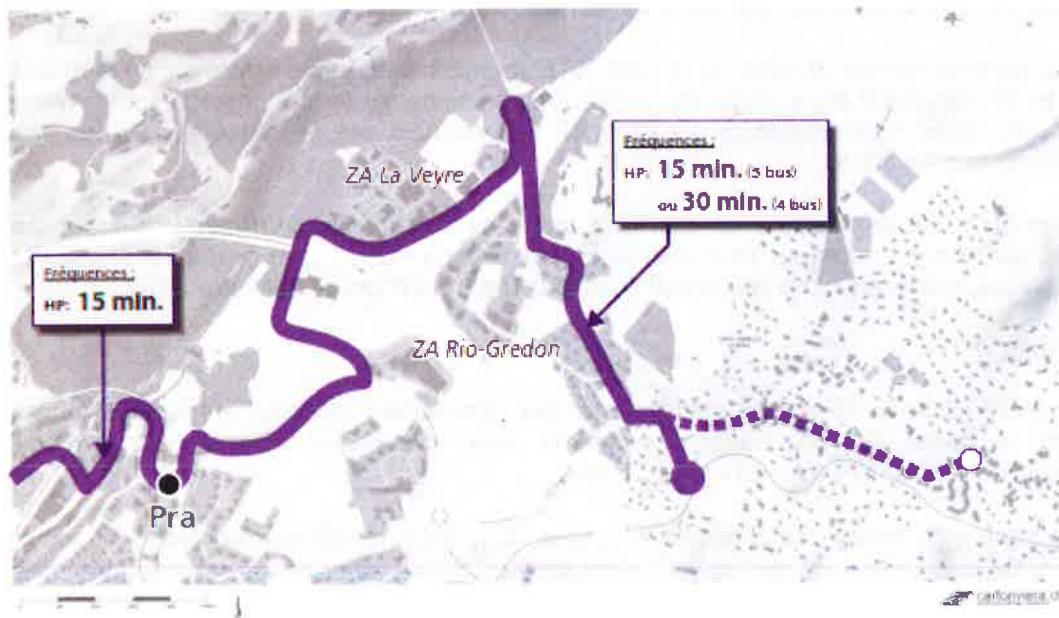 ZA La Veyre
Fréquences :
HP: 15 min. (5 bus)
ou 30 min. (4 bus)
Fréquences :
HP: 15 min.
ZA Rio-Gredon
Pra